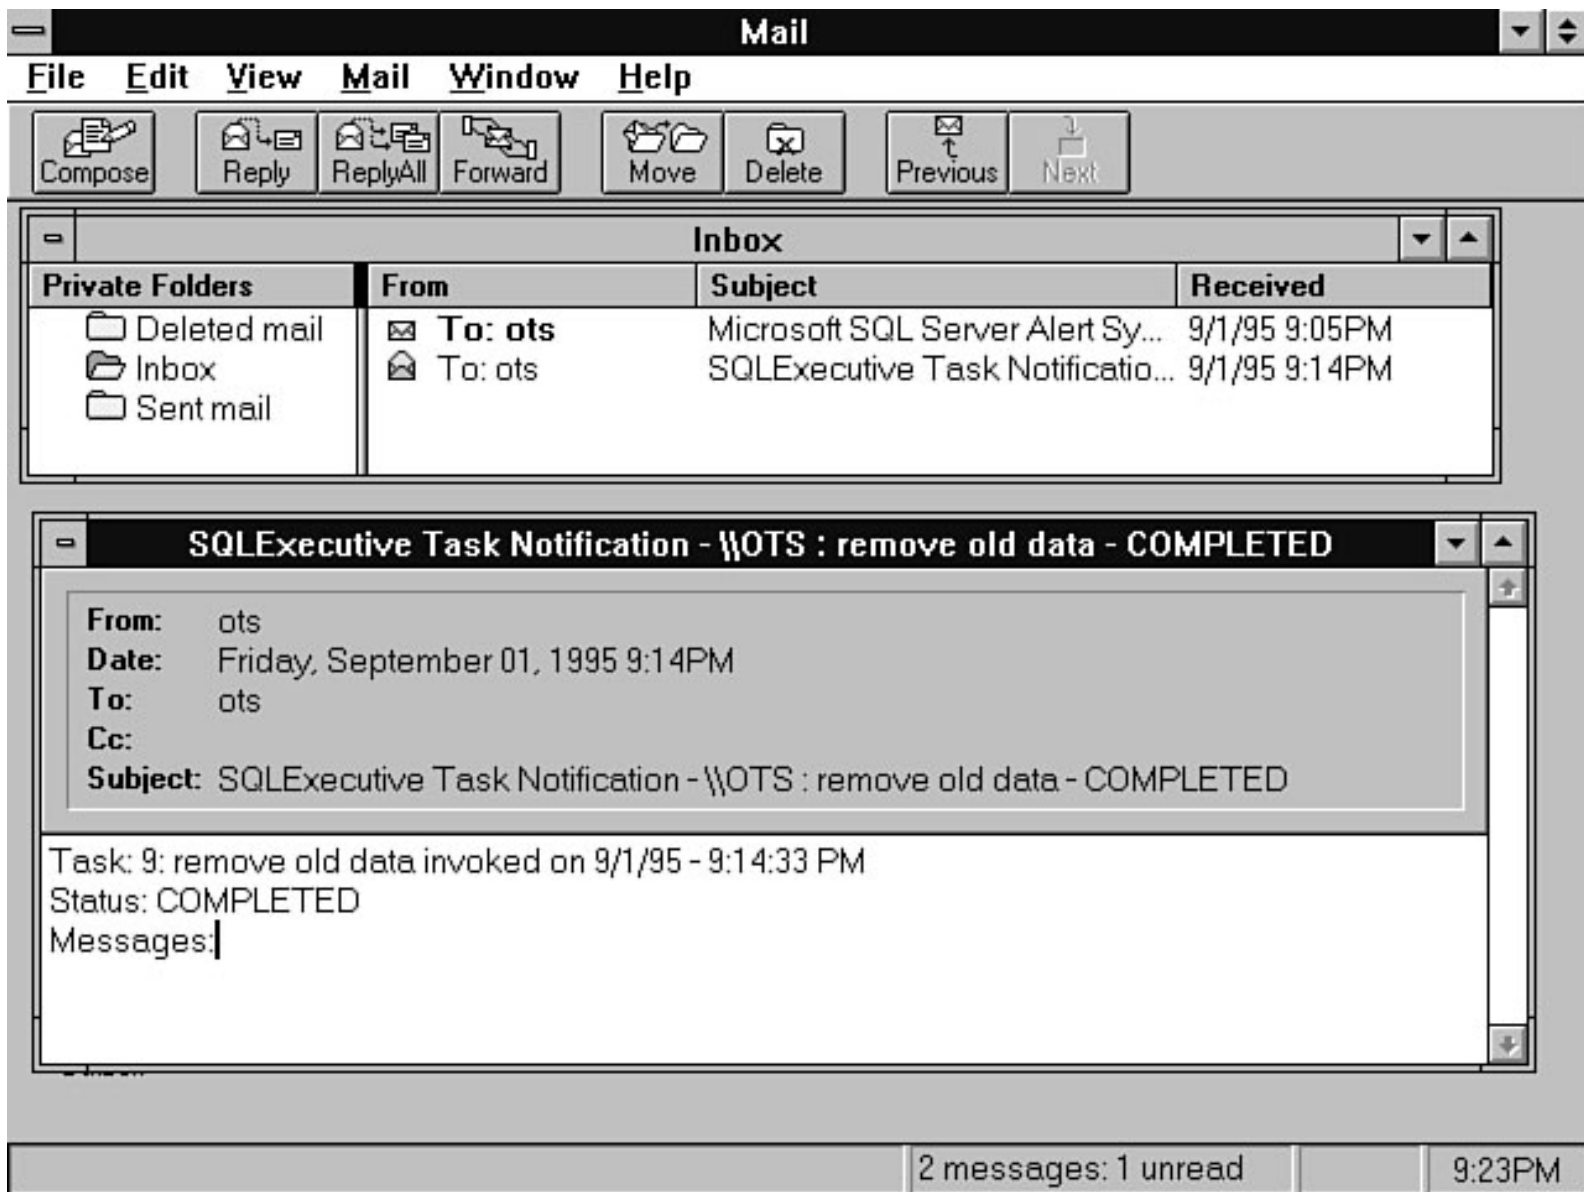 Mail
File Edit View Mail Window Help
Compose Reply ReplyAll Forward Move Delete Previous Next
Inbox
Private Folders From Subject Received
Deleted mail To: ots Microsoft SQL Server Alert Sy... 9/1/95 9:05PM
Inbox To: ots SQLExecutive Task Notificatio... 9/1/95 9:14PM
Sent mail
SQLExecutive Task Notification - \\OTS : remove old data - COMPLETED
From: ots
Date: Friday, September 01, 1995 9:14PM
To: ots
Cc:
Subject: SQLExecutive Task Notification - \\OTS : remove old data - COMPLETED
Task: 9: remove old data invoked on 9/1/95 - 9:14:33 PM
Status: COMPLETED
Messages:
2 messages: 1 unread 9:23PM